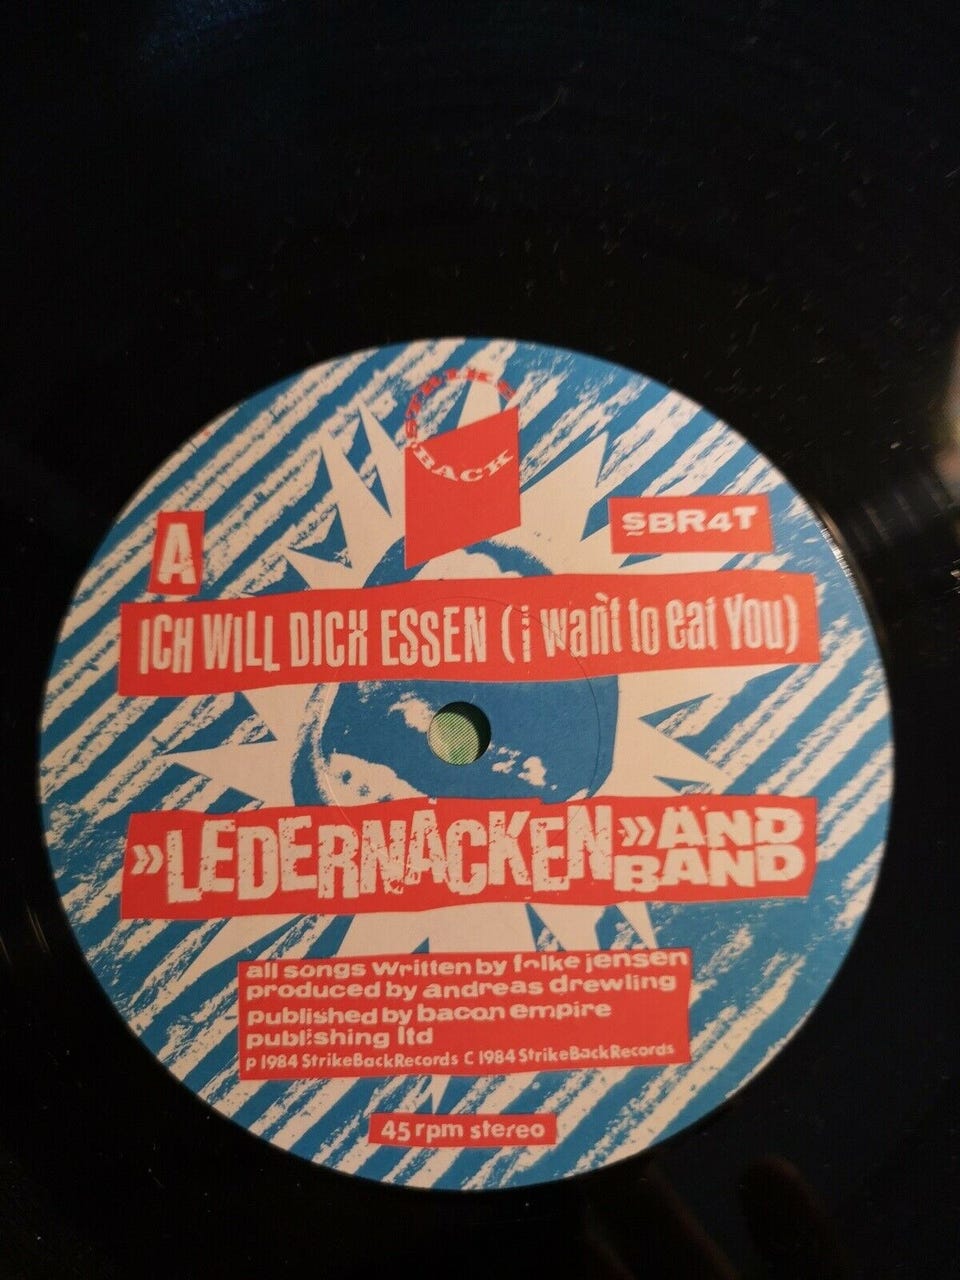 STRIKE
BACK
A
SBR4T
ICH WILL DICH ESSEN (i want to eat you)
»LEDERNACKEN» AND
BAND
all songs written by folke jensen
produced by andreas drewling
published by bacon empire
publishing ltd
p 1984 StrikeBackRecords C 1984 StrikeBackRecords
45 rpm stereo